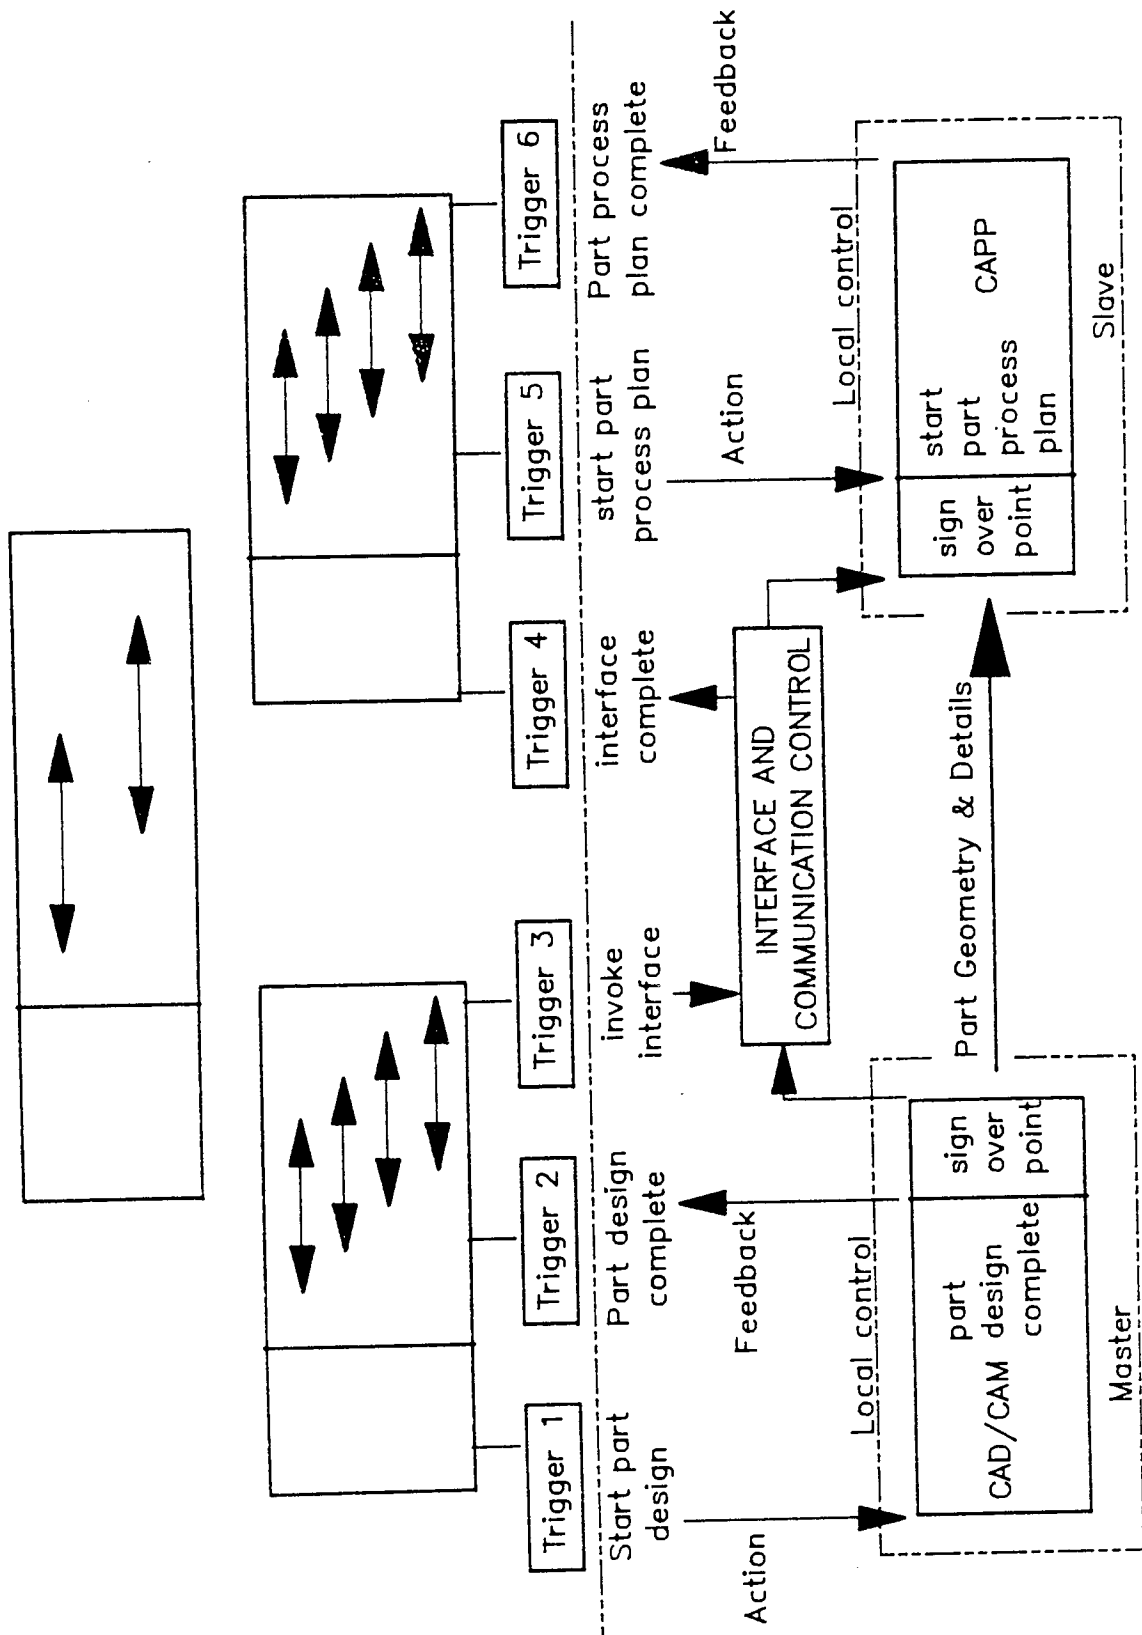 Trigger 1
Trigger 2
Trigger 3
Trigger 4
Trigger 5
Trigger 6
Start part
design
Part design
complete
invoke
interface
interface
complete
start part
process plan
Part process
plan complete
Action
Feedback
Action
Feedback
INTERFACE AND
COMMUNICATION CONTROL
Local control
Local control
CAD/CAM
part
design
complete
sign
over
point
Part Geometry & Details
sign
over
point
start
part
process
plan
CAPP
Master
Slave